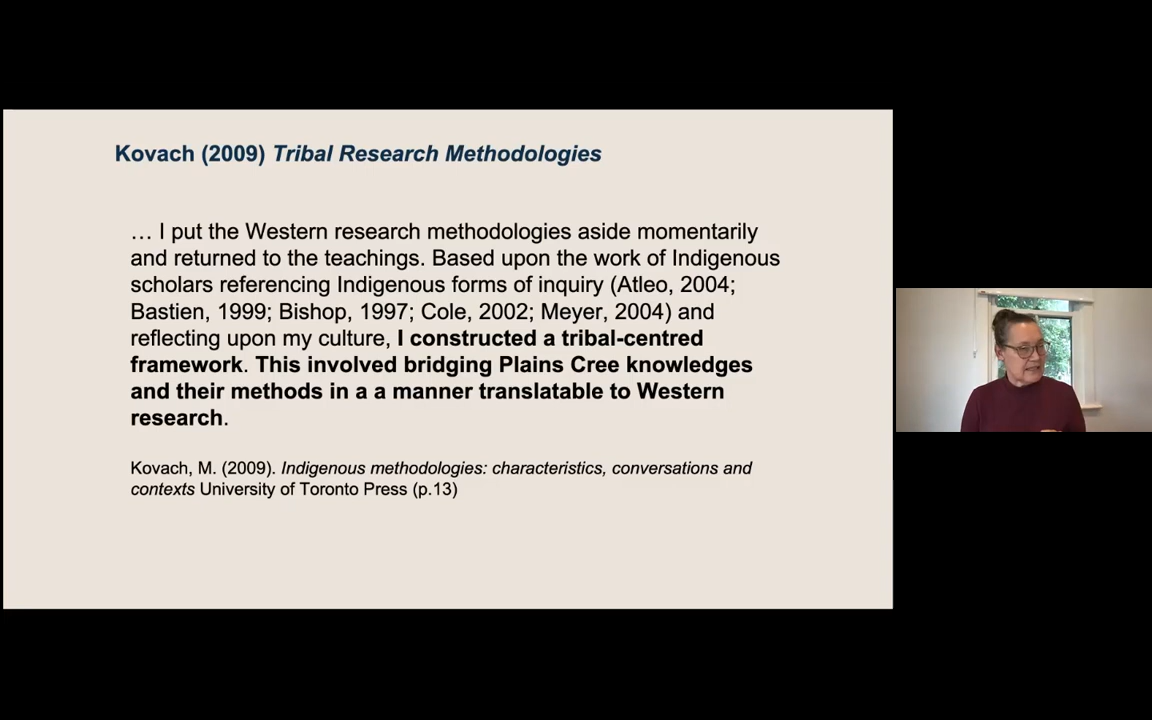 Kovach (2009) Tribal Research Methodologies
… I put the Western research methodologies aside momentarily
and returned to the teachings. Based upon the work of Indigenous
scholars referencing Indigenous forms of inquiry (Atleo, 2004;
Bastien, 1999; Bishop, 1997; Cole, 2002; Meyer, 2004) and
reflecting upon my culture, I constructed a tribal-centred
framework. This involved bridging Plains Cree knowledges
and their methods in a a manner translatable to Western
research.
Kovach, M. (2009). Indigenous methodologies: characteristics, conversations and
contexts University of Toronto Press (p.13)